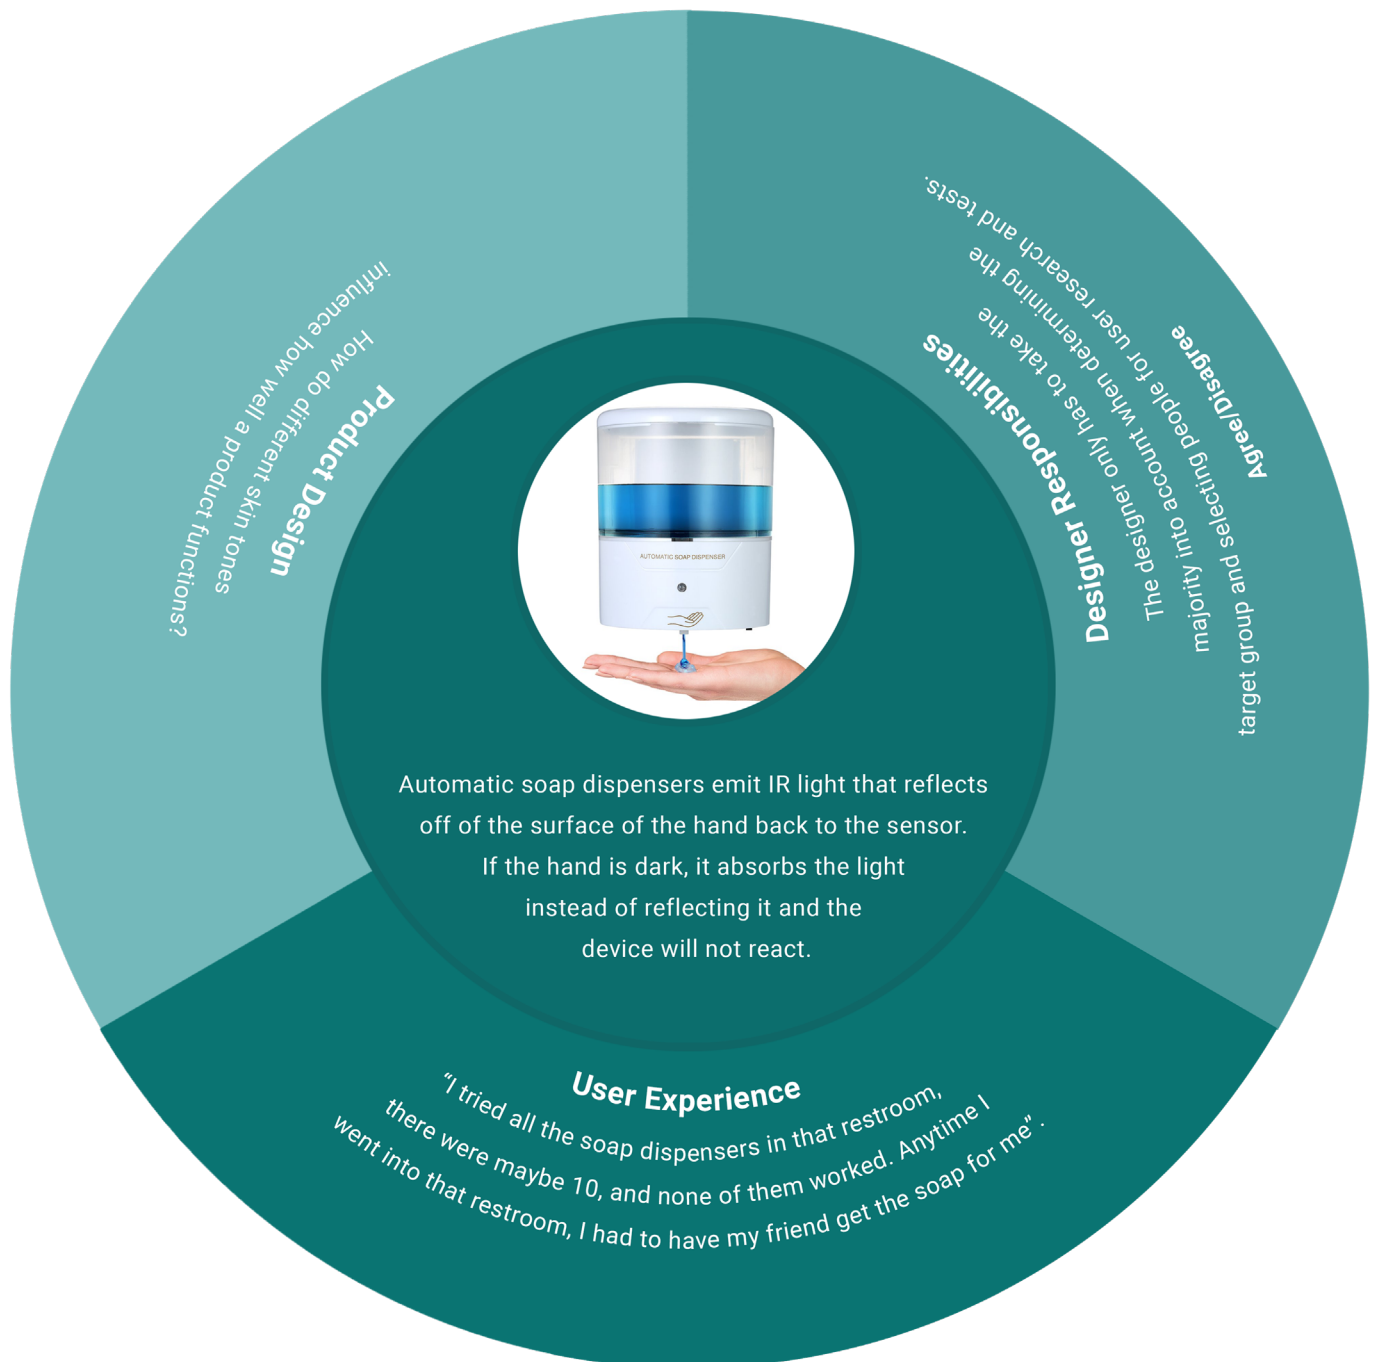 AUTOMATIC SOAP DISPENSER
Automatic soap dispensers emit IR light that reflects
off of the surface of the hand back to the sensor.
If the hand is dark, it absorbs the light
instead of reflecting it and the
device will not react.
Product Design
How do different skin tones
influence how well a product functions?
Designer Responsibilities
The designer only has to take the
majority into account when determining the
target group and selecting people for user research and tests.
Agree/Disagree
User Experience
“I tried all the soap dispensers in that restroom,
there were maybe 10, and none of them worked. Anytime I
went into that restroom, I had to have my friend get the soap for me”.